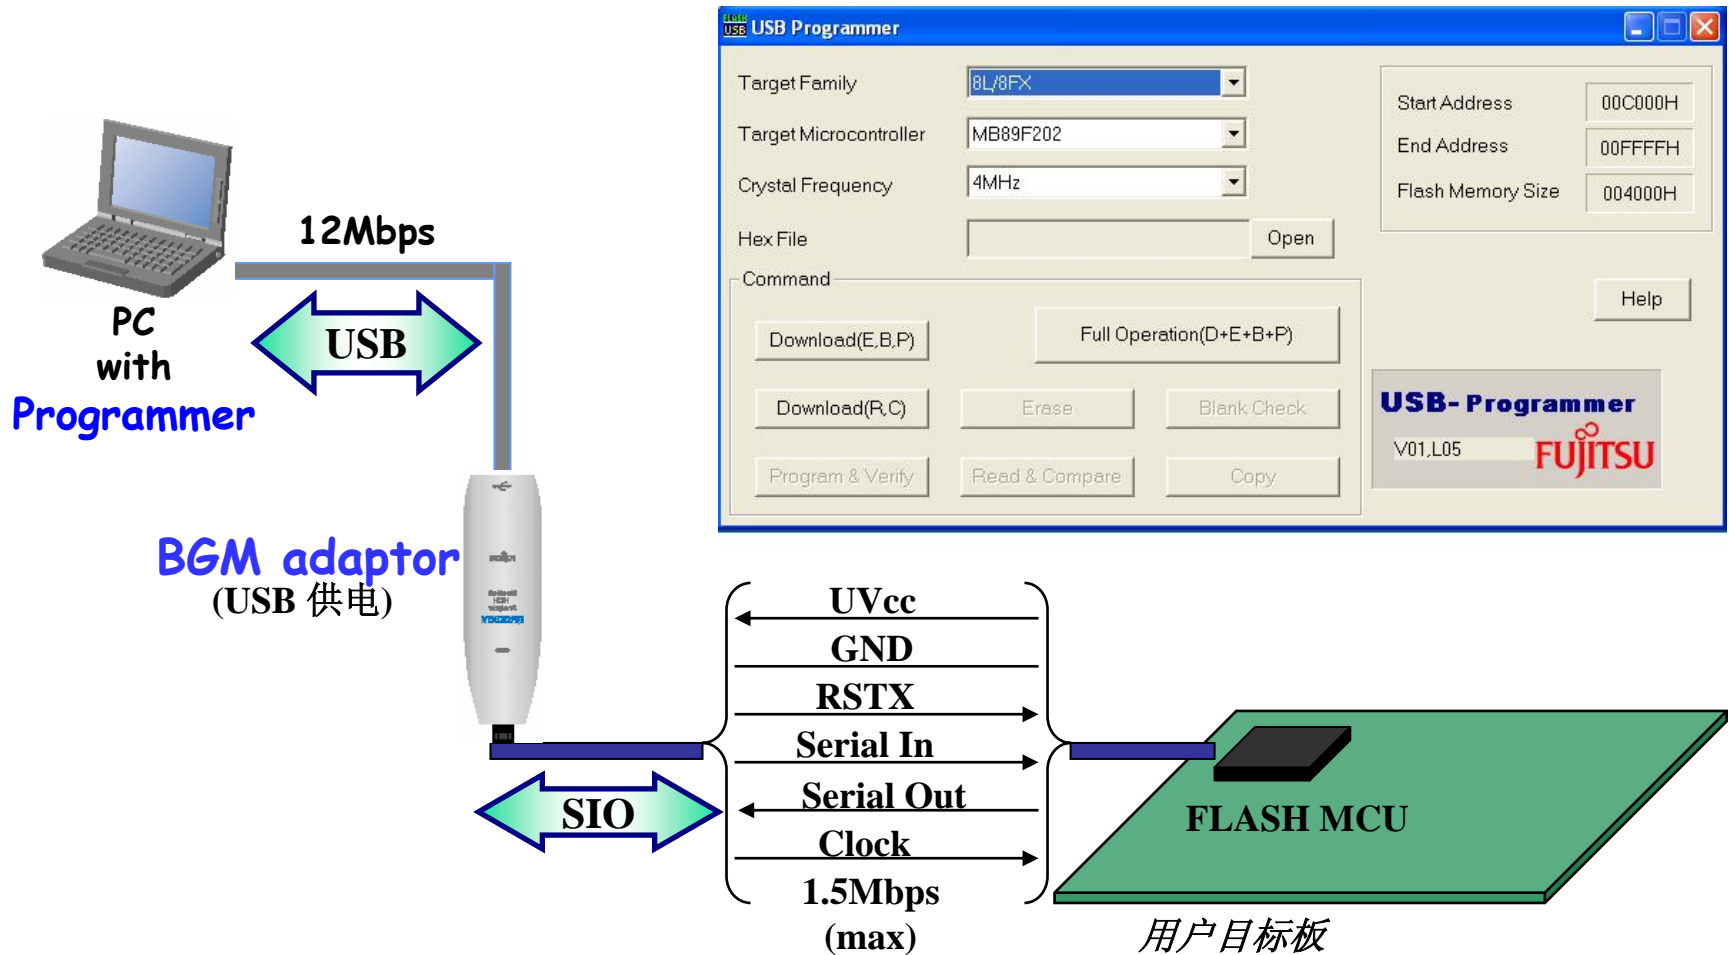 FLASH
USB
USB Programmer
Target Family
8L/8FX
Target Microcontroller
MB89F202
Crystal Frequency
4MHz
Hex File
Open
Start Address
00C000H
End Address
00FFFFH
Flash Memory Size
004000H
Command
Help
Download(E,B,P)
Full Operation(D+E+B+P)
Download(R,C)
Erase
Blank Check
Program & Verify
Read & Compare
Copy
USB-Programmer
V01,L05
FUJITSU
12Mbps
PC
with
Programmer
USB
BGM adaptor
(USB 供电)
UVcc
GND
RSTX
Serial In
Serial Out
Clock
1.5Mbps
(max)
SIO
FLASH MCU
用户目标板